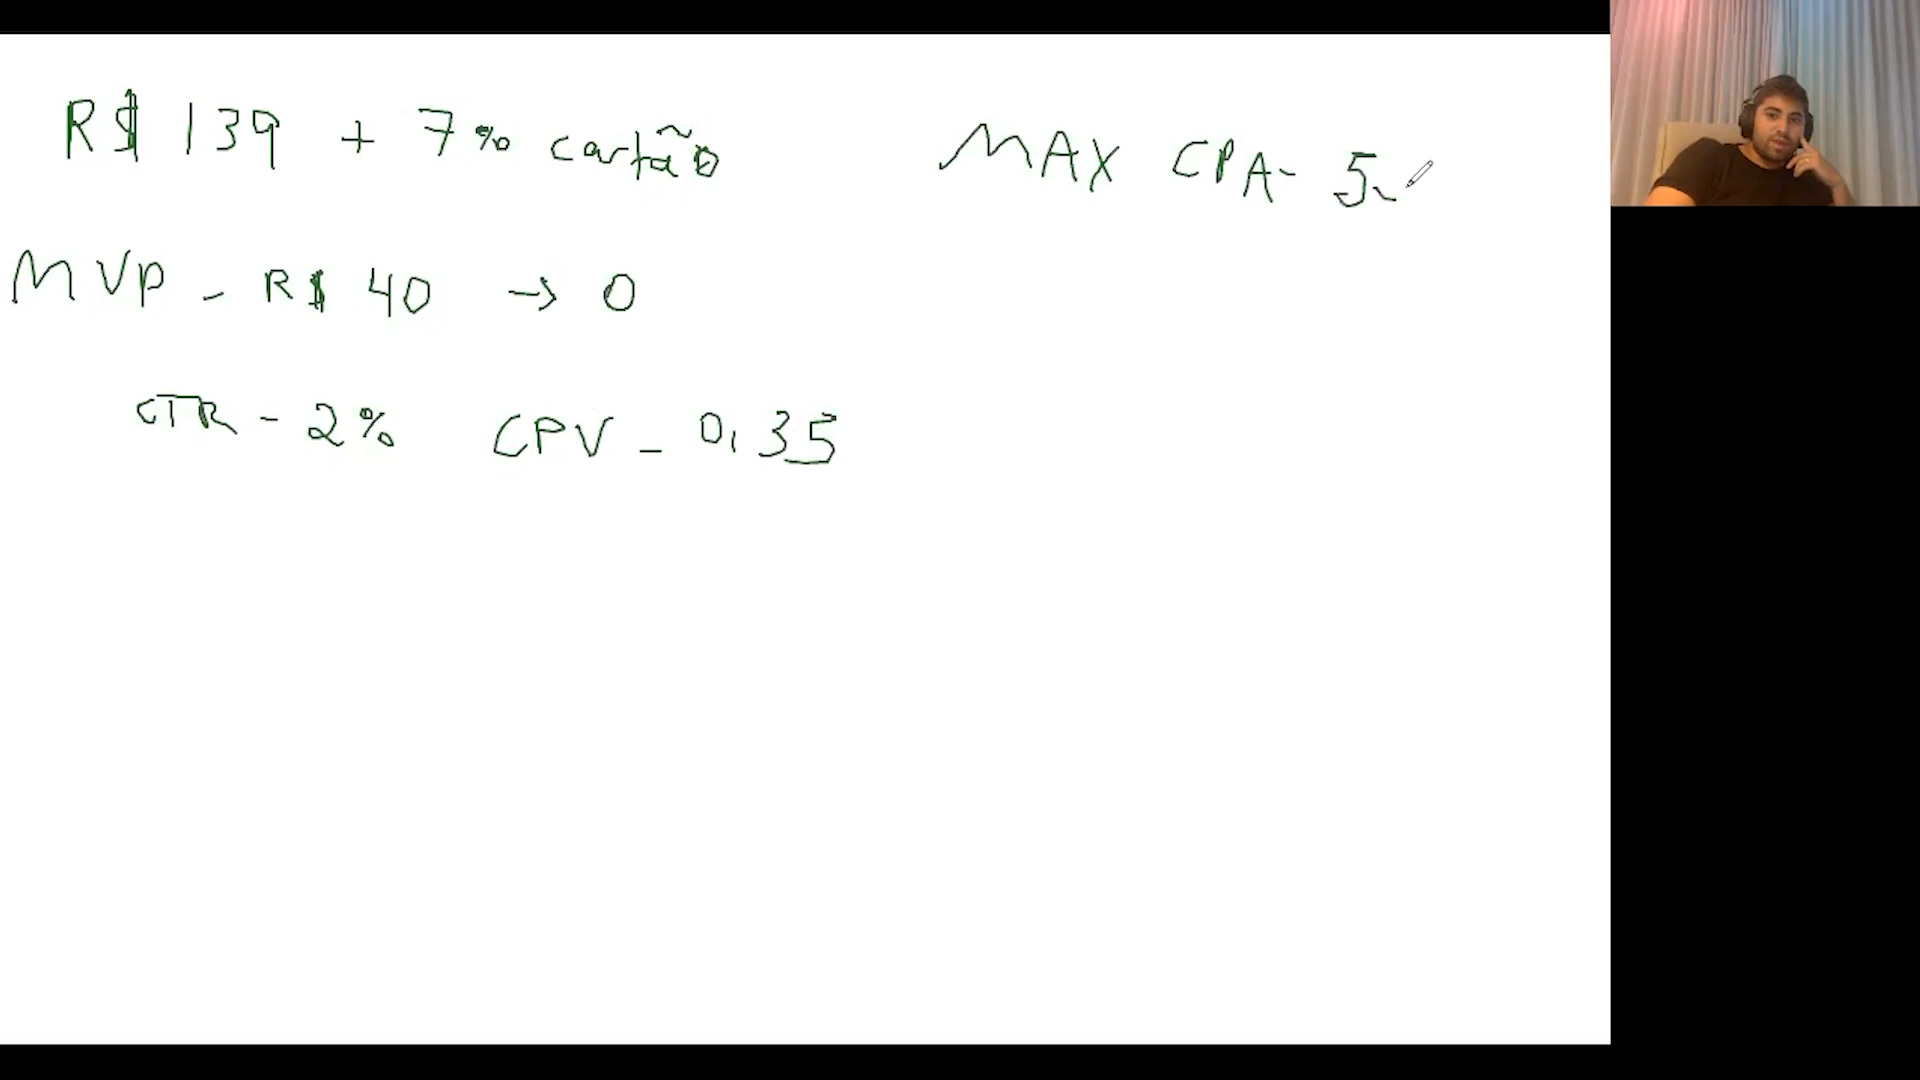 R$ 139 + 7% cartão
MAX CPA - 5
MVP - R$ 40 → 0
CTR - 2% CPV - 0,35